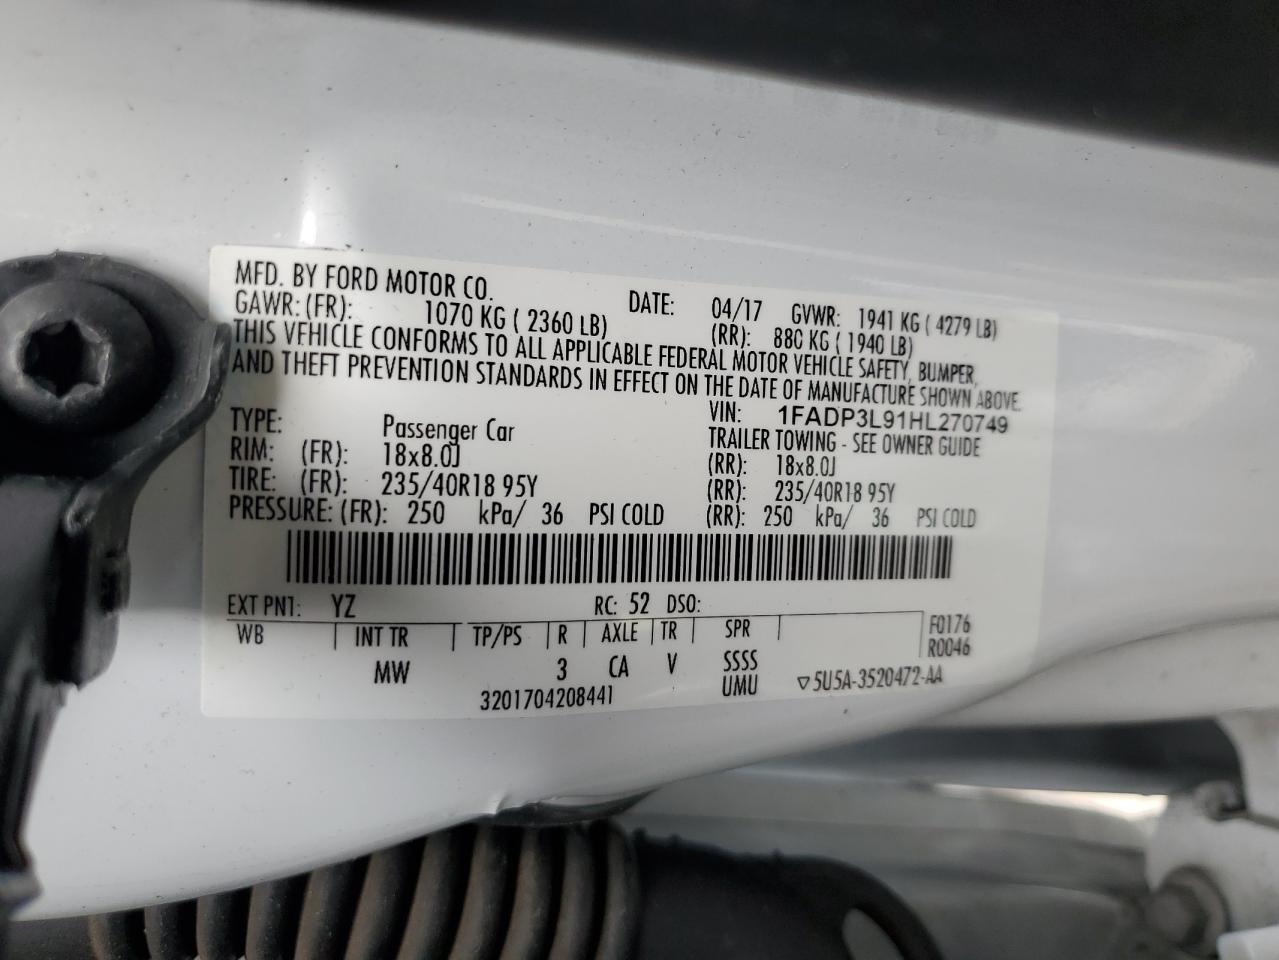 MFD. BY FORD MOTOR CO.
DATE: 04/17 GVWR: 1941 KG ( 4279 LB)
GAWR: (FR): 1070 KG ( 2360 LB) (RR): 880 KG ( 1940 LB)
THIS VEHICLE CONFORMS TO ALL APPLICABLE FEDERAL MOTOR VEHICLE SAFETY, BUMPER,
AND THEFT PREVENTION STANDARDS IN EFFECT ON THE DATE OF MANUFACTURE SHOWN ABOVE.
VIN: 1FADP3L91HL270749
TYPE: Passenger Car TRAILER TOWING - SEE OWNER GUIDE
RIM: (FR): 18x8.0J (RR): 18x8.0J
TIRE: (FR): 235/40R18 95Y (RR): 235/40R18 95Y
PRESSURE: (FR): 250 kPa/ 36 PSI COLD (RR): 250 kPa/ 36 PSI COLD
EXT PNT: YZ RC: 52 DSO:
WB INT TR TP/PS R AXLE TR SPR F0176
R0046
MW 3 CA V SSSS
UMU ▽5U5A-3520472-AA
3201704208441